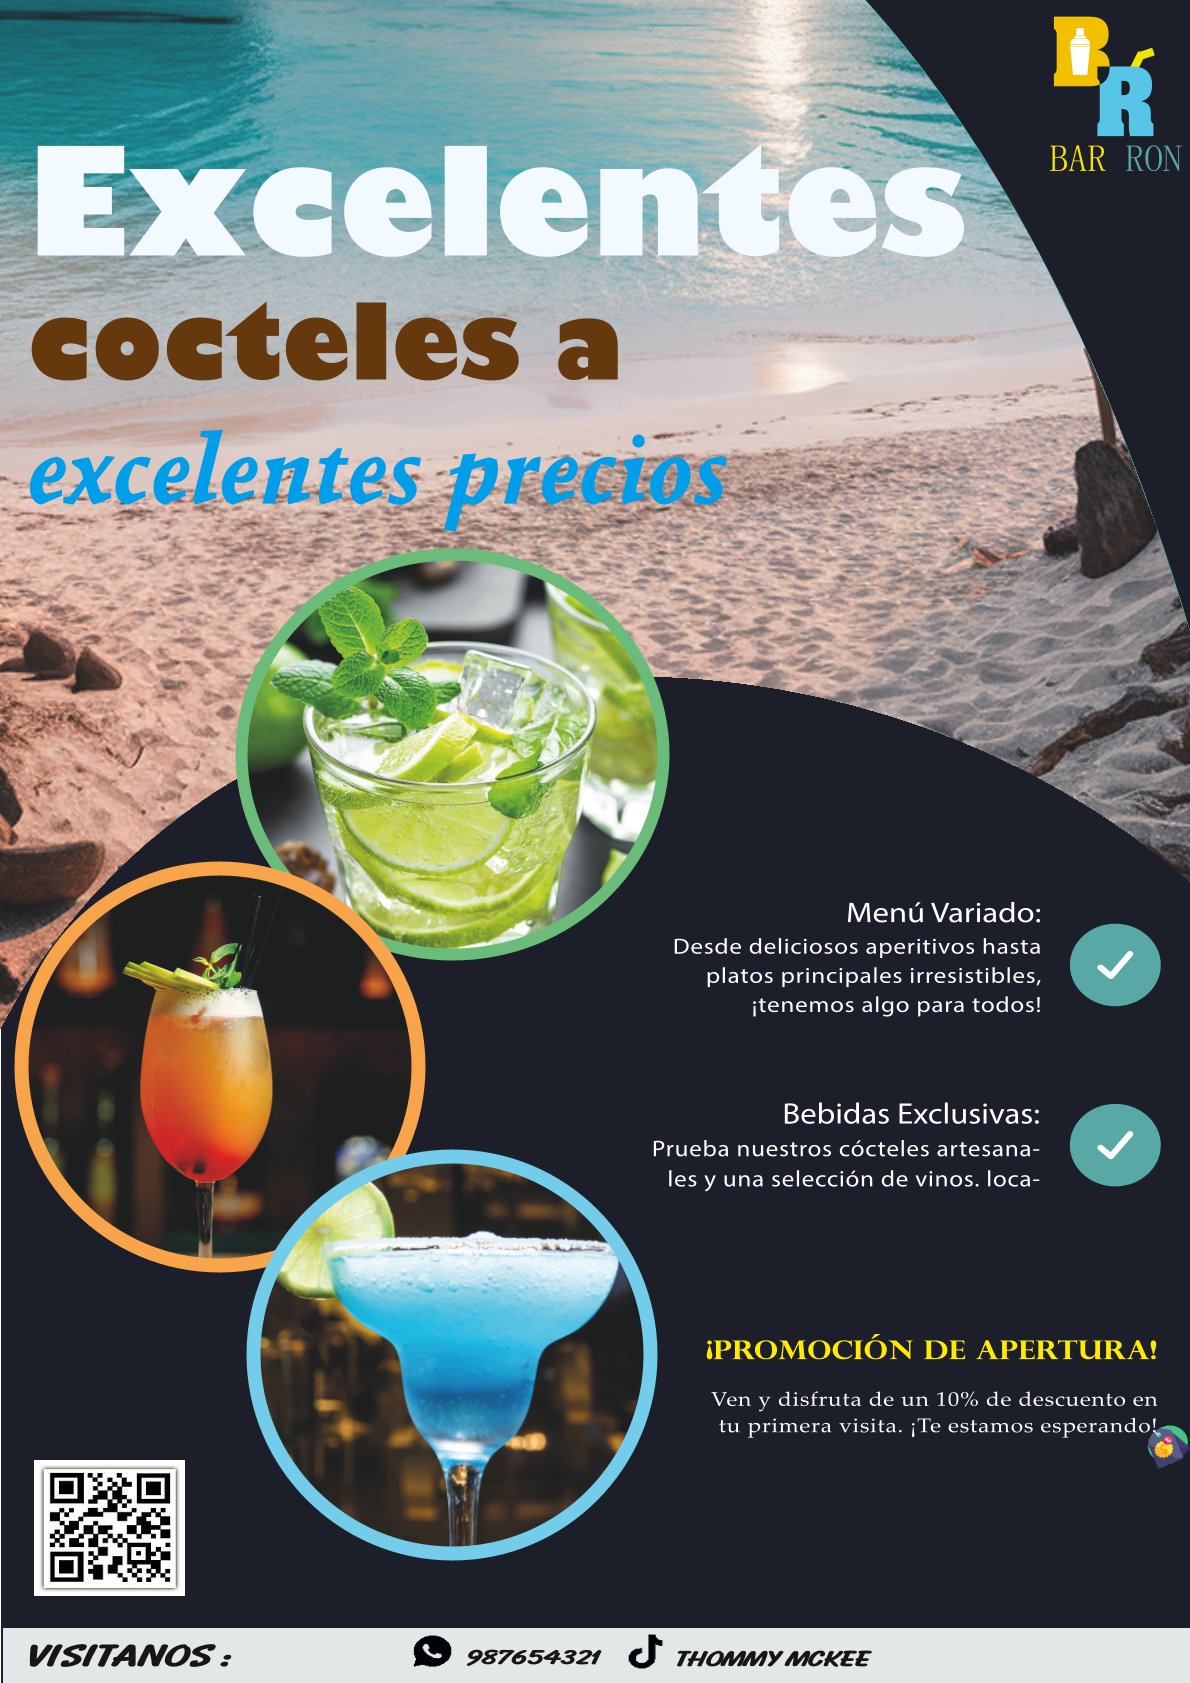 BR
BAR RON
Excelentes
cocteles a
excelentes precios
Menú Variado:
Desde deliciosos aperitivos hasta
platos principales irresistibles,
¡tenemos algo para todos!
Bebidas Exclusivas:
Prueba nuestros cócteles artesana-
les y una selección de vinos. loca-
¡PROMOCIÓN DE APERTURA!
Ven y disfruta de un 10% de descuento en
tu primera visita. ¡Te estamos esperando!
VISITANOS : 987654321 THOMMY MCKEE